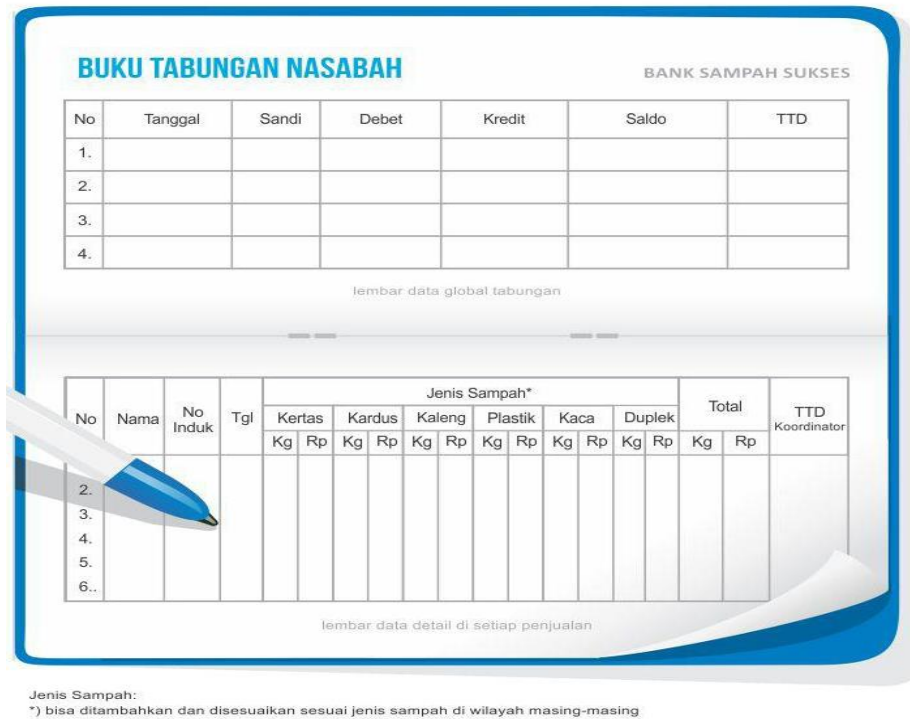 BUKU TABUNGAN NASABAH
BANK SAMPAH SUKSES
No Tanggal Sandi Debet Kredit Saldo TTD
1.
2.
3.
4.
lembar data global tabungan
Jenis Sampah*
No Nama No Induk Tgl Kertas Kardus Kaleng Plastik Kaca Duplek Total TTD Koordinator
Kg Rp Kg Rp Kg Rp Kg Rp Kg Rp Kg Rp Kg Rp
2.
3.
4.
5.
6..
lembar data detail di setiap penjualan
Jenis Sampah:
*) bisa ditambahkan dan disesuaikan sesuai jenis sampah di wilayah masing-masing